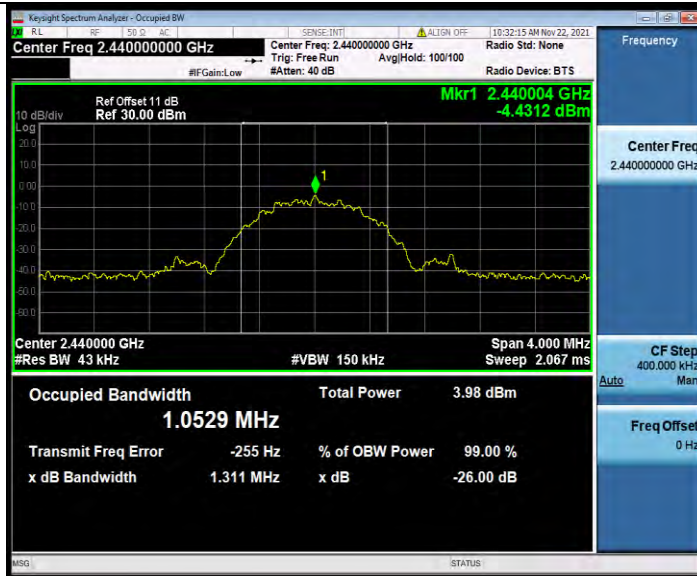 Keysight Spectrum Analyzer - Occupied BW
RL RF 50 Ω AC SENSE:INT ALIGN OFF 10:32:15 AM Nov 22, 2021
Center Freq 2.440000000 GHz Center Freq: 2.440000000 GHz Radio Std: None Frequency
Trig: Free Run Avg|Hold: 100/100
#IFGain:Low #Atten: 40 dB Radio Device: BTS
Mkr1 2.440004 GHz
-4.4312 dBm
Ref Offset 11 dB
10 dB/div Ref 30.00 dBm
Log
20.0
10.0
0.00
-10.0
-20.0
-30.0
-40.0
-50.0
-60.0
1
Center Freq
2.440000000 GHz
Center 2.440000 GHz Span 4.000 MHz
#Res BW 43 kHz #VBW 150 kHz Sweep 2.067 ms
CF Step
400.000 kHz
Auto Man
Occupied Bandwidth Total Power 3.98 dBm
1.0529 MHz
Transmit Freq Error -255 Hz % of OBW Power 99.00 %
x dB Bandwidth 1.311 MHz x dB -26.00 dB
Freq Offset
0 Hz
MSG STATUS